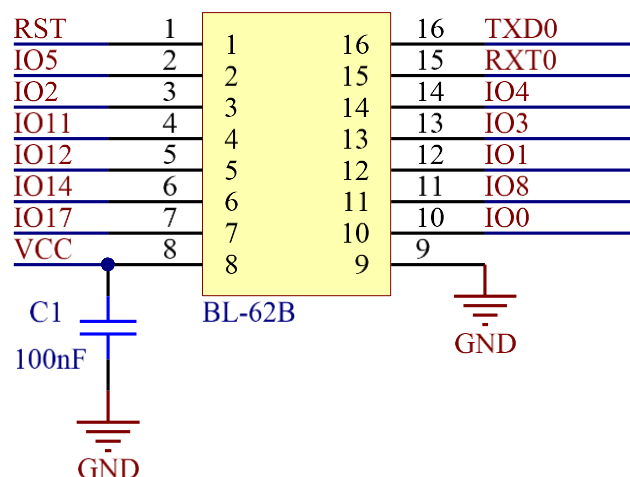 RST 1 1 16 16 TXD0
IO5 2 2 15 15 RXT0
IO2 3 3 14 14 IO4
IO11 4 4 13 13 IO3
IO12 5 5 12 12 IO1
IO14 6 6 11 11 IO8
IO17 7 7 10 10 IO0
VCC 8 8 9 9
C1
100nF
GND
BL-62B
GND